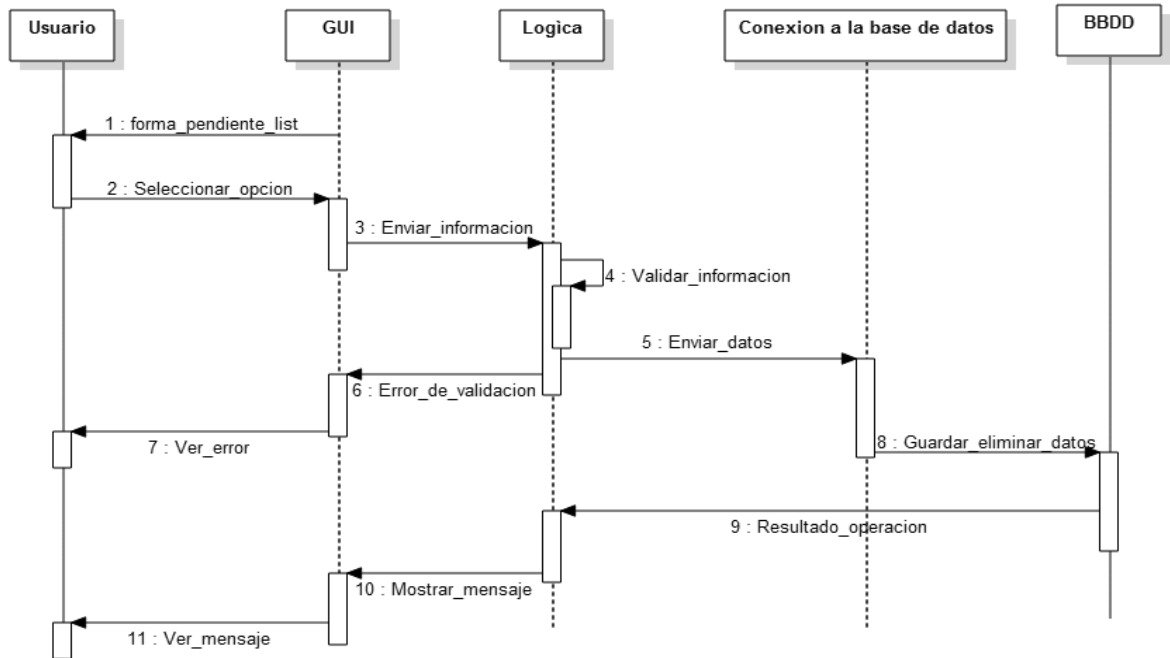 Usuario
GUI
Logìca
Conexion a la base de datos
BBDD
1 : forma_pendiente_list
2 : Seleccionar_opcion
3 : Enviar_informacion
4 : Validar_informacion
5 : Enviar_datos
6 : Error_de_validacion
7 : Ver_error
8 : Guardar_eliminar_datos
9 : Resultado_operacion
10 : Mostrar_mensaje
11 : Ver_mensaje